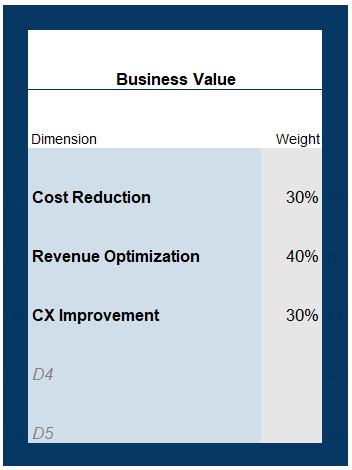 Business Value
Dimension Weight
Cost Reduction 30%
Revenue Optimization 40%
CX Improvement 30%
D4
D5